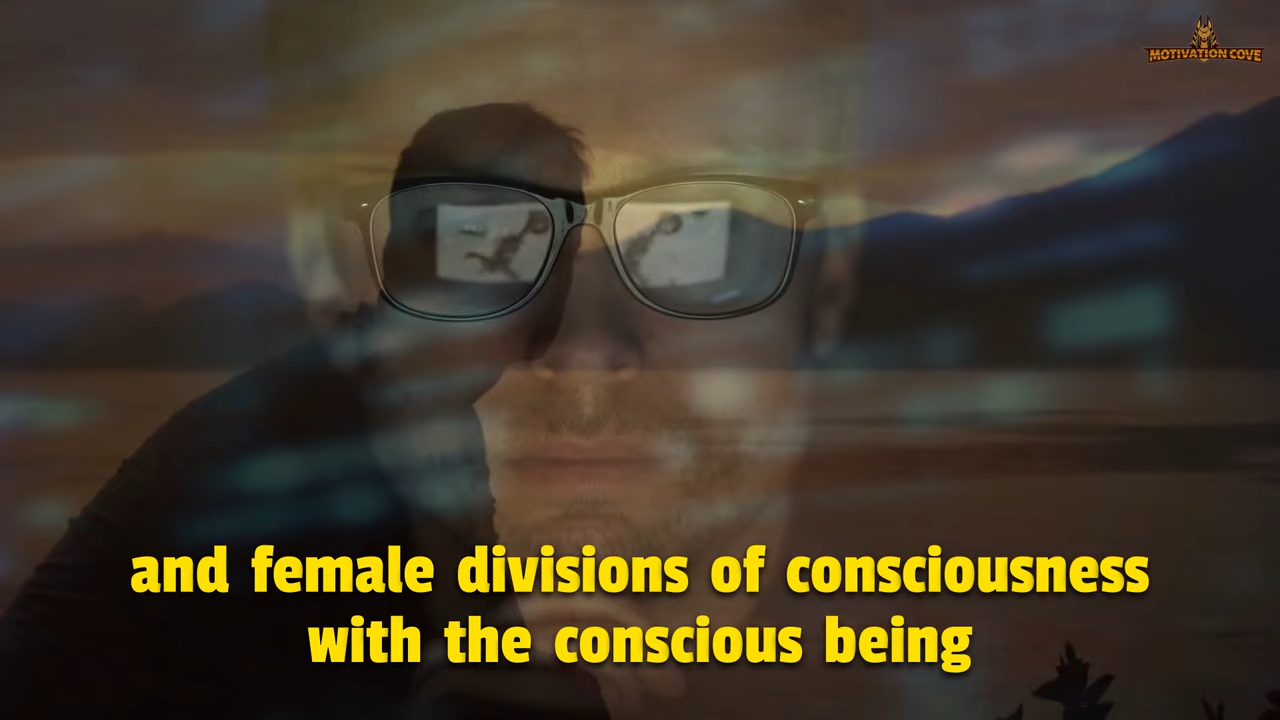 MOTIVATION COVE
and female divisions of consciousness
with the conscious being